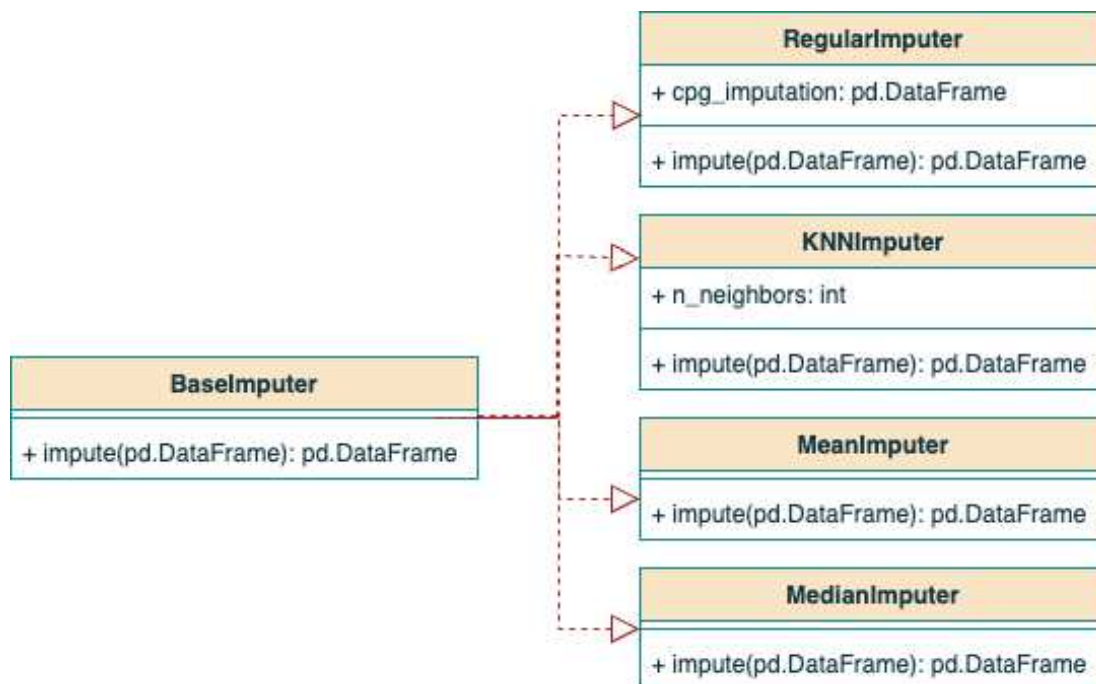 RegularImputer
+ cpg_imputation: pd.DataFrame
+ impute(pd.DataFrame): pd.DataFrame
KNNImputer
+ n_neighbors: int
+ impute(pd.DataFrame): pd.DataFrame
BaseImputer
+ impute(pd.DataFrame): pd.DataFrame
MeanImputer
+ impute(pd.DataFrame): pd.DataFrame
MedianImputer
+ impute(pd.DataFrame): pd.DataFrame